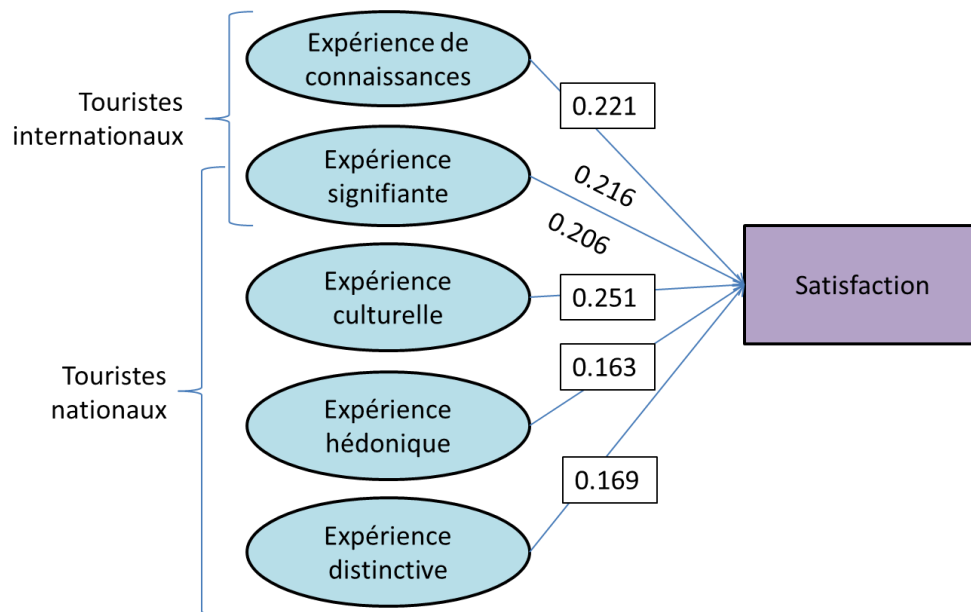 Touristes
internationaux
Expérience de
connaissances
0.221
Expérience
signifiante
0.216
0.206
Expérience
culturelle
0.251
Satisfaction
Touristes
nationaux
Expérience
hédonique
0.163
Expérience
distinctive
0.169